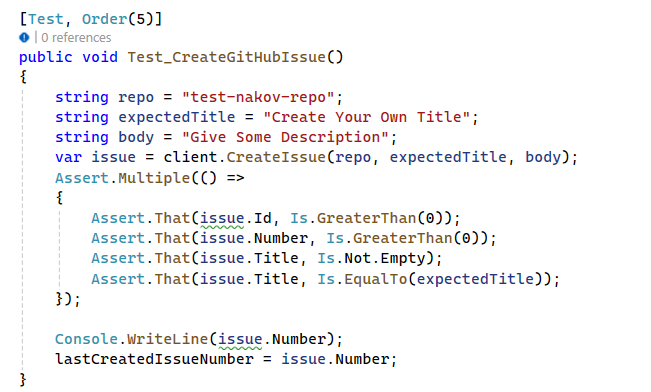 [Test, Order(5)]
| 0 references
public void Test_CreateGitHubIssue()
{
    string repo = "test-nakov-repo";
    string expectedTitle = "Create Your Own Title";
    string body = "Give Some Description";
    var issue = client.CreateIssue(repo, expectedTitle, body);
    Assert.Multiple(() =>
    {
        Assert.That(issue.Id, Is.GreaterThan(0));
        Assert.That(issue.Number, Is.GreaterThan(0));
        Assert.That(issue.Title, Is.Not.Empty);
        Assert.That(issue.Title, Is.EqualTo(expectedTitle));
    });

    Console.WriteLine(issue.Number);
    lastCreatedIssueNumber = issue.Number;
}